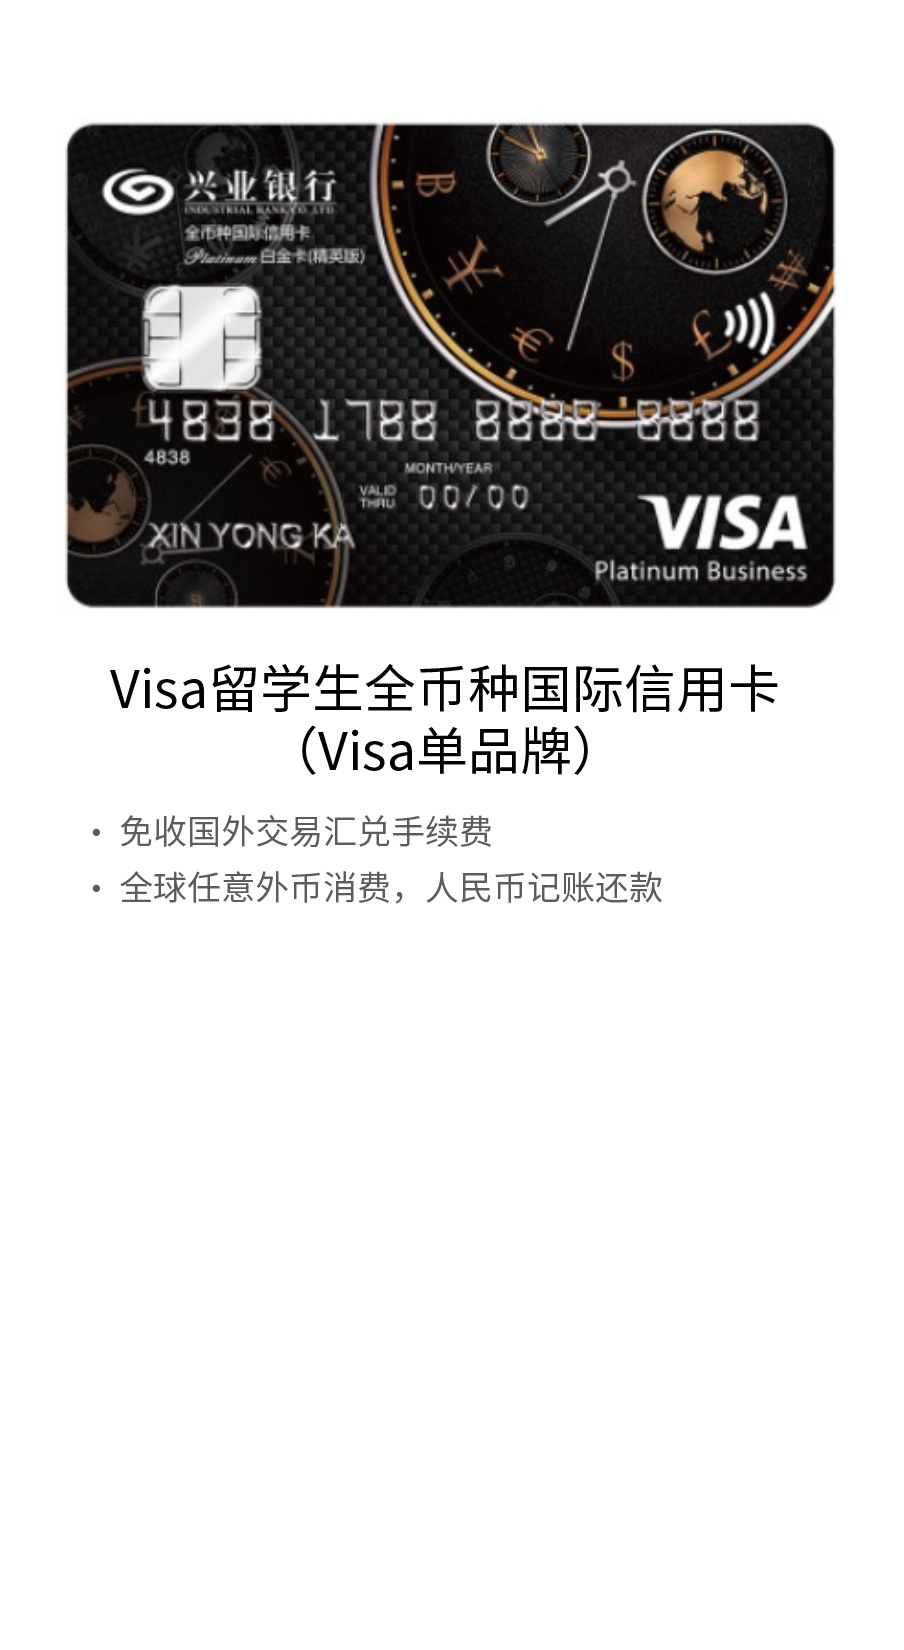 兴业银行
INDUSTRIAL BANK CO.,LTD.
全币种国际信用卡
Platinum 白金卡(精英版)
4838 1788 8888 8888
4838
MONTH/YEAR
VALID THRU 00/00
XIN YONG KA
VISA
Platinum Business
Visa留学生全币种国际信用卡
（Visa单品牌）
• 免收国外交易汇兑手续费
• 全球任意外币消费，人民币记账还款